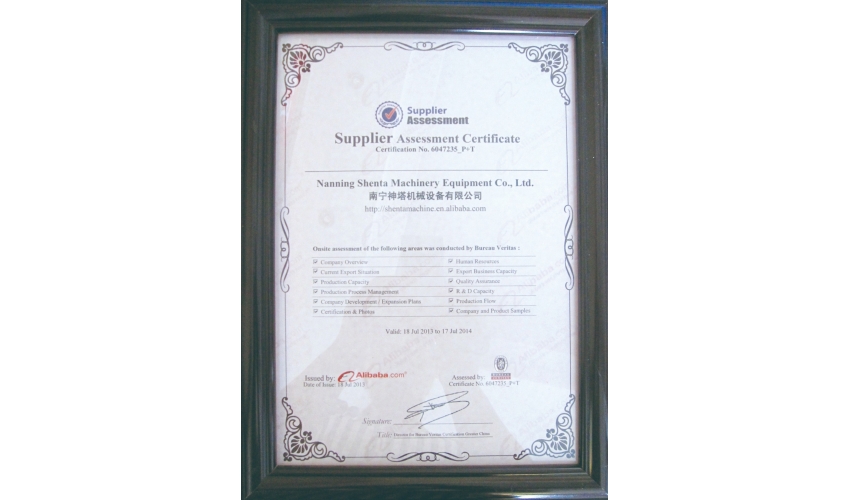 Supplier
Assessment
Supplier Assessment Certificate
Certification No. 6047235_P+T
Nanning Shenta Machinery Equipment Co., Ltd.
南宁神塔机械设备有限公司
http://shentamachine.en.alibaba.com
Onsite assessment of the following areas was conducted by Bureau Veritas :
Company Overview
Human Resources
Current Export Situation
Export Business Capacity
Production Capacity
Quality Assurance
Production Process Management
R & D Capacity
Company Development / Expansion Plans
Production Flow
Certification & Photos
Company and Product Samples
Valid: 18 Jul 2013 to 17 Jul 2014
Issued by: Alibaba.com
Date of Issue: 18 Jul 2013
Assessed by:
Certificate No. 6047235_P+T
Signature: